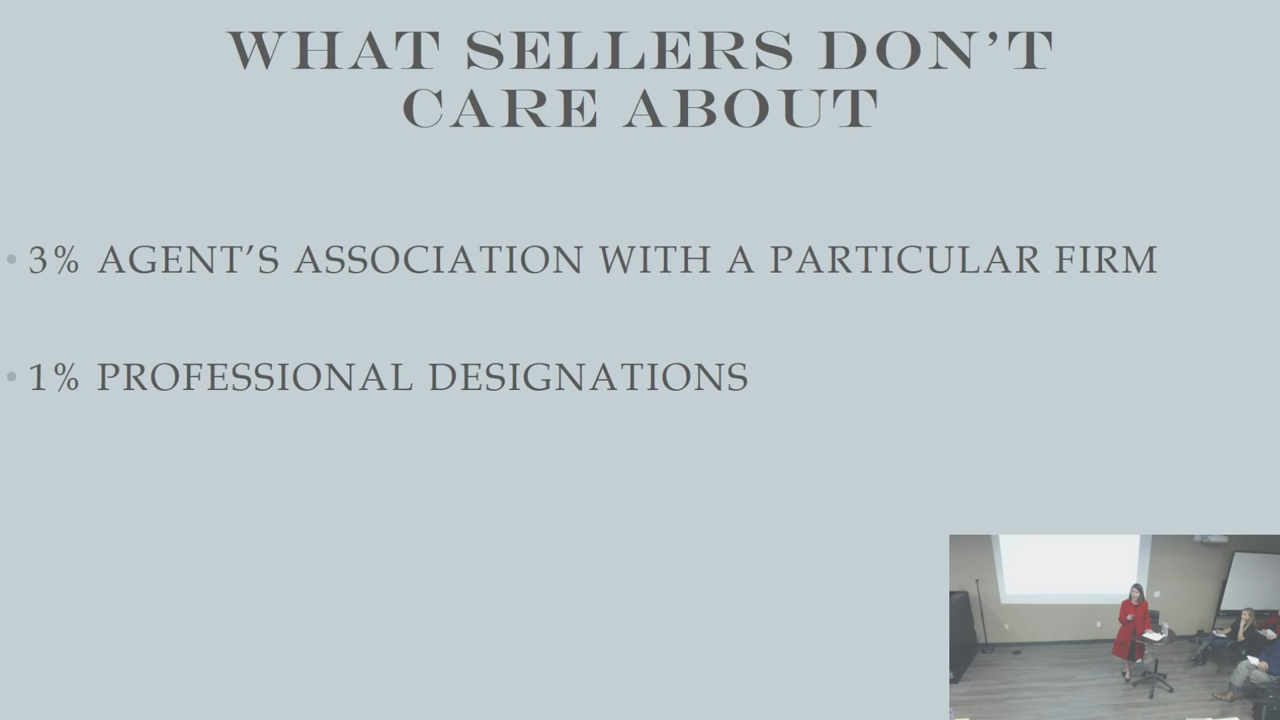 WHAT SELLERS DON'T
CARE ABOUT
• 3% AGENT'S ASSOCIATION WITH A PARTICULAR FIRM
• 1% PROFESSIONAL DESIGNATIONS